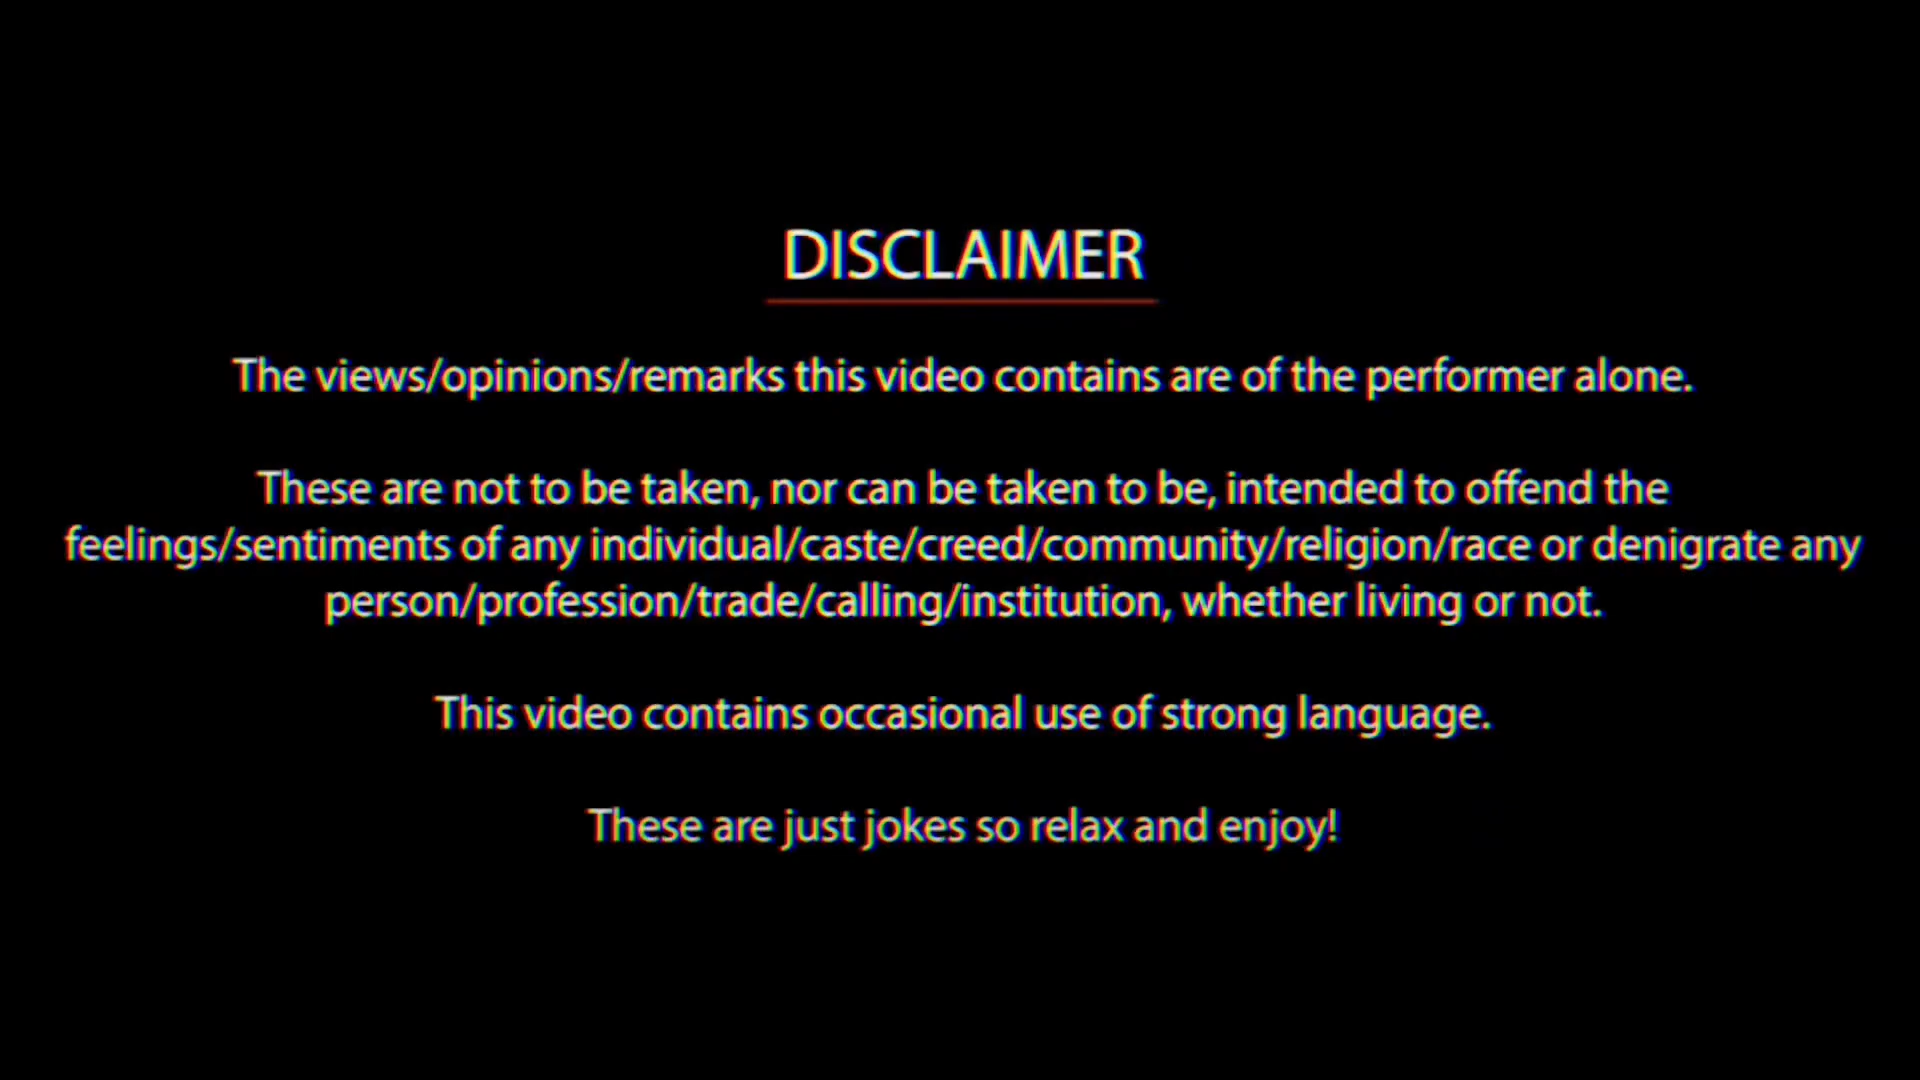 DISCLAIMER
The views/opinions/remarks this video contains are of the performer alone.
These are not to be taken, nor can be taken to be, intended to offend the
feelings/sentiments of any individual/caste/creed/community/religion/race or denigrate any
person/profession/trade/calling/institution, whether living or not.
This video contains occasional use of strong language.
These are just jokes so relax and enjoy!